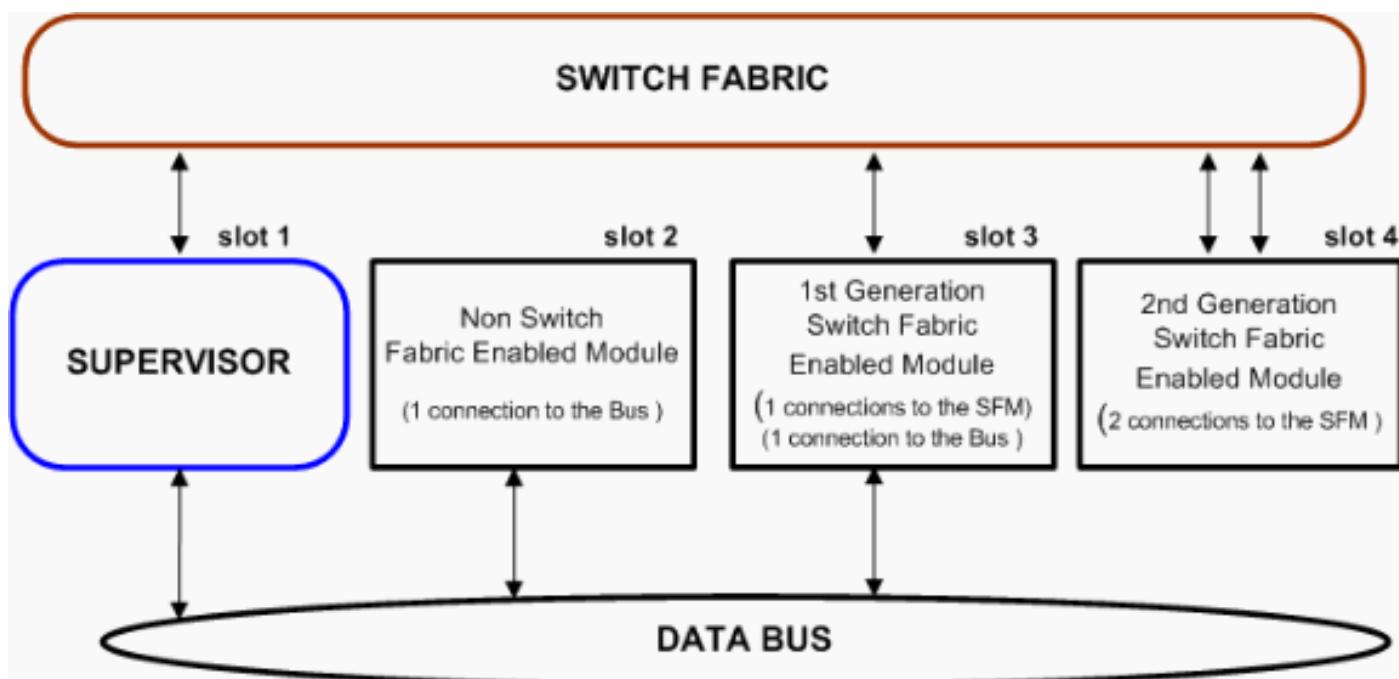 SWITCH FABRIC
slot 1
slot 2
slot 3
slot 4
SUPERVISOR
Non Switch
Fabric Enabled Module
(1 connection to the Bus )
1st Generation
Switch Fabric
Enabled Module
(1 connections to the SFM)
(1 connection to the Bus )
2nd Generation
Switch Fabric
Enabled Module
(2 connections to the SFM )
DATA BUS